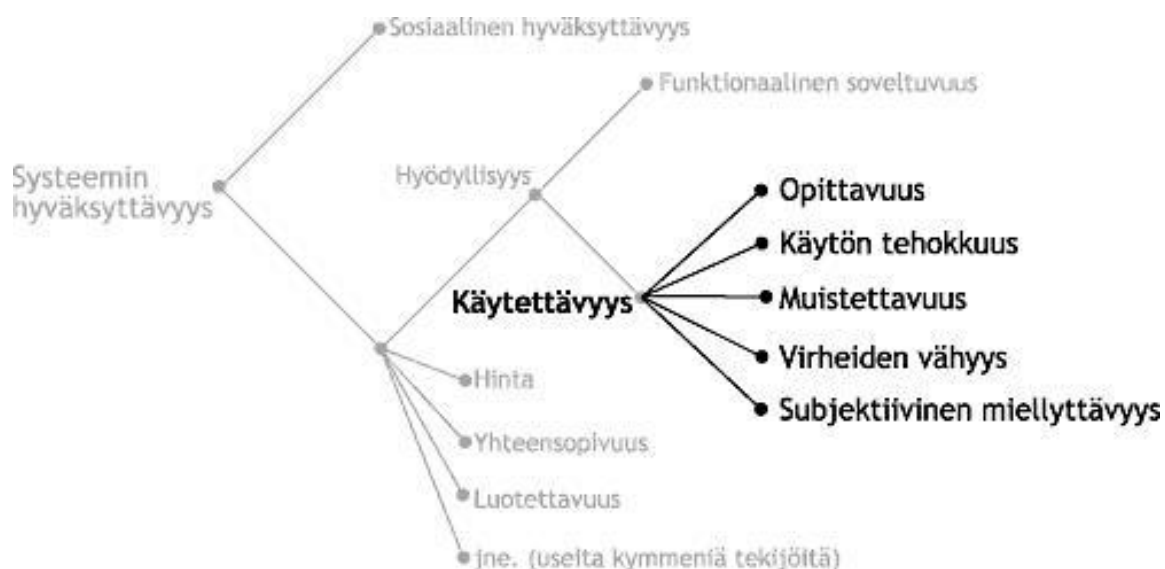 Sosiaalinen hyväksyttävyys
Funktionaalinen soveltuvuus
Systeemin
hyväksyttävyys
Hyödyllisyys
Opittavuus
Käytön tehokkuus
Käytettävyys
Muistettavuus
Virheiden vähyys
Hinta
Subjektiivinen miellyttävyys
Yhteensopivuus
Luotettavuus
jne. (useita kymmeniä tekijöitä)